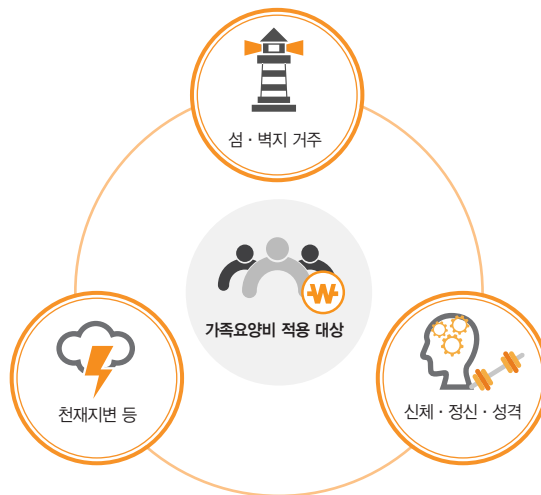 섬 · 벽지 거주
₩
가족요양비 적용 대상
천재지변 등
신체 · 정신 · 성격